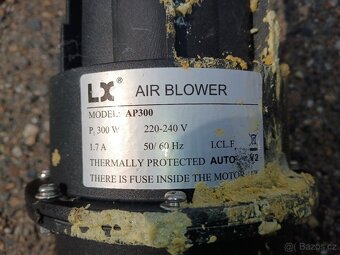 LX® AIR BLOWER
MODEL: AP300
P, 300 W 220-240 V
1.7 A 50/ 60 Hz I.CL.F
THERMALLY PROTECTED AUTO
THERE IS FUSE INSIDE THE MOTOR
Bazoš.cz